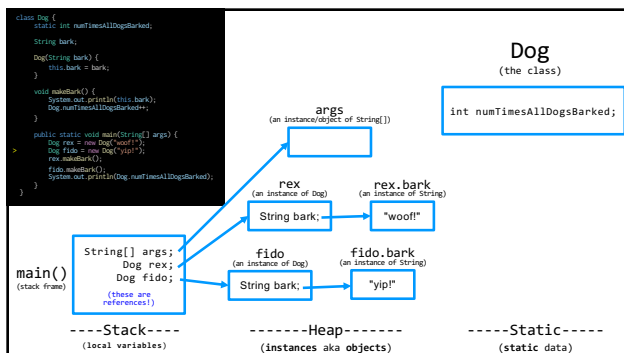 class Dog {
static int numTimesAllDogsBarked;
String bark;
Dog(String bark) {
this.bark = bark;
}
void makeBark() {
System.out.println(this.bark);
Dog.numTimesAllDogsBarked++;
}
public static void main(String[] args) {
Dog rex = new Dog("woof!");
> Dog fido = new Dog("yip!");
rex.makeBark();
fido.makeBark();
System.out.println(Dog.numTimesAllDogsBarked);
}
}
Dog
(the class)
int numTimesAllDogsBarked;
args
(an instance/object of String[])
rex
(an instance of Dog)
String bark;
rex.bark
(an instance of String)
"woof!"
fido
(an instance of Dog)
String bark;
fido.bark
(an instance of String)
"yip!"
main()
(stack frame)
String[] args;
Dog rex;
Dog fido;
(these are
references!)
----Stack----
(local variables)
-------Heap-------
(instances aka objects)
----Static----
(static data)